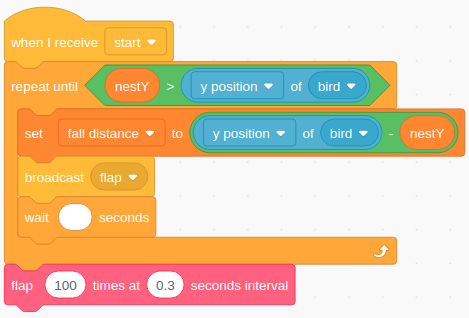 when I receive start
repeat until nestY > y position of bird
set fall distance to y position of bird - nestY
broadcast flap
wait seconds
flap 100 times at 0.3 seconds interval